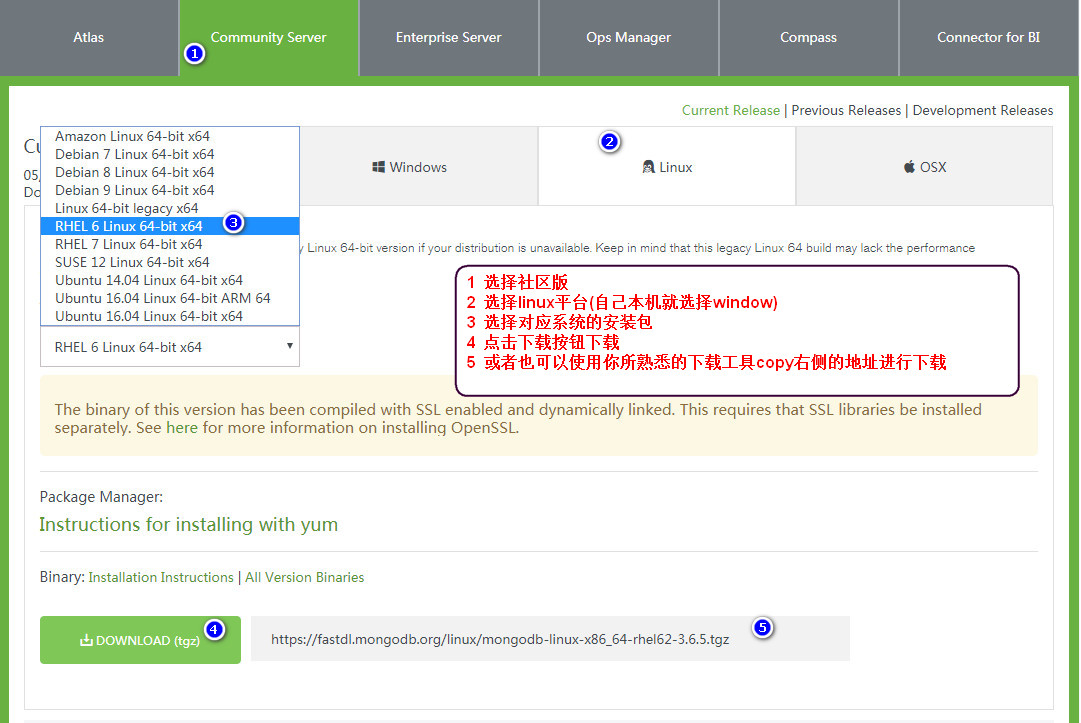 Atlas
Community Server
Enterprise Server
Ops Manager
Compass
Connector for BI
1
Current Release | Previous Releases | Development Releases
2
Windows
Linux
OSX
05,
Amazon Linux 64-bit x64
Debian 7 Linux 64-bit x64
Debian 8 Linux 64-bit x64
Debian 9 Linux 64-bit x64
Linux 64-bit legacy x64
RHEL 6 Linux 64-bit x64
3
RHEL 7 Linux 64-bit x64
SUSE 12 Linux 64-bit x64
Ubuntu 14.04 Linux 64-bit x64
Ubuntu 16.04 Linux 64-bit ARM 64
Ubuntu 16.04 Linux 64-bit x64
RHEL 6 Linux 64-bit x64
y Linux 64-bit version if your distribution is unavailable. Keep in mind that this legacy Linux 64 build may lack the performance
1 选择社区版
2 选择linux平台(自己本机就选择window)
3 选择对应系统的安装包
4 点击下载按钮下载
5 或者也可以使用你所熟悉的下载工具copy右侧的地址进行下载
The binary of this version has been compiled with SSL enabled and dynamically linked. This requires that SSL libraries be installed
separately. See here for more information on installing OpenSSL.
Package Manager:
Instructions for installing with yum
Binary: Installation Instructions | All Version Binaries
DOWNLOAD (tgz)
4
https://fastdl.mongodb.org/linux/mongodb-linux-x86_64-rhel62-3.6.5.tgz
5